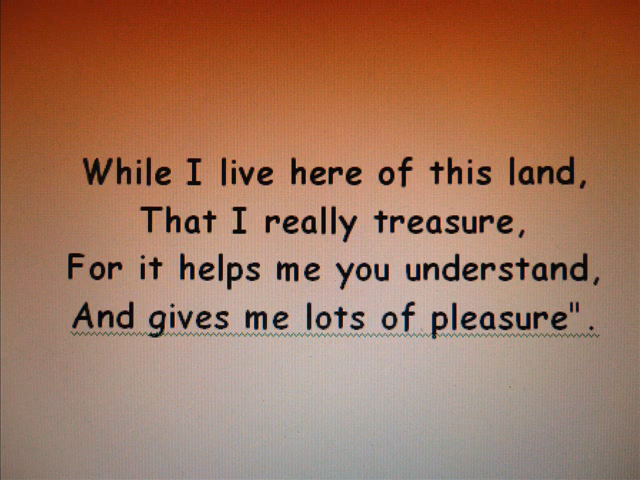 While I live here of this land,
That I really treasure,
For it helps me you understand,
And gives me lots of pleasure".